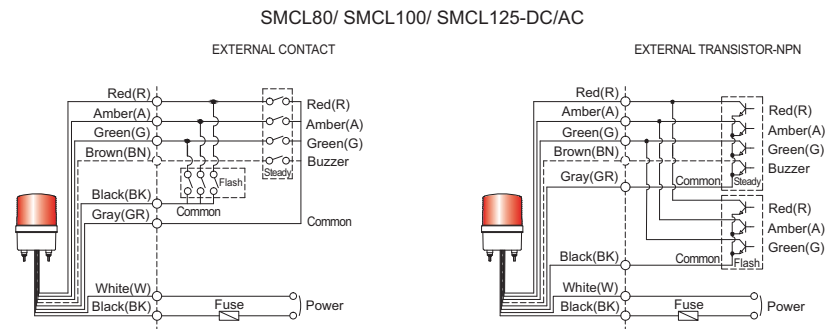 SMCL80/ SMCL100/ SMCL125-DC/AC
EXTERNAL CONTACT
Red(R)
Amber(A)
Green(G)
Brown(BN)
Black(BK)
Gray(GR)
White(W)
Black(BK)
Flash
Common
Steady
Red(R)
Amber(A)
Green(G)
Buzzer
Common
Fuse
Power
EXTERNAL TRANSISTOR-NPN
Red(R)
Amber(A)
Green(G)
Brown(BN)
Gray(GR)
Black(BK)
White(W)
Black(BK)
Common
Steady
Red(R)
Amber(A)
Green(G)
Buzzer
Red(R)
Amber(A)
Green(G)
Common
Flash
Fuse
Power